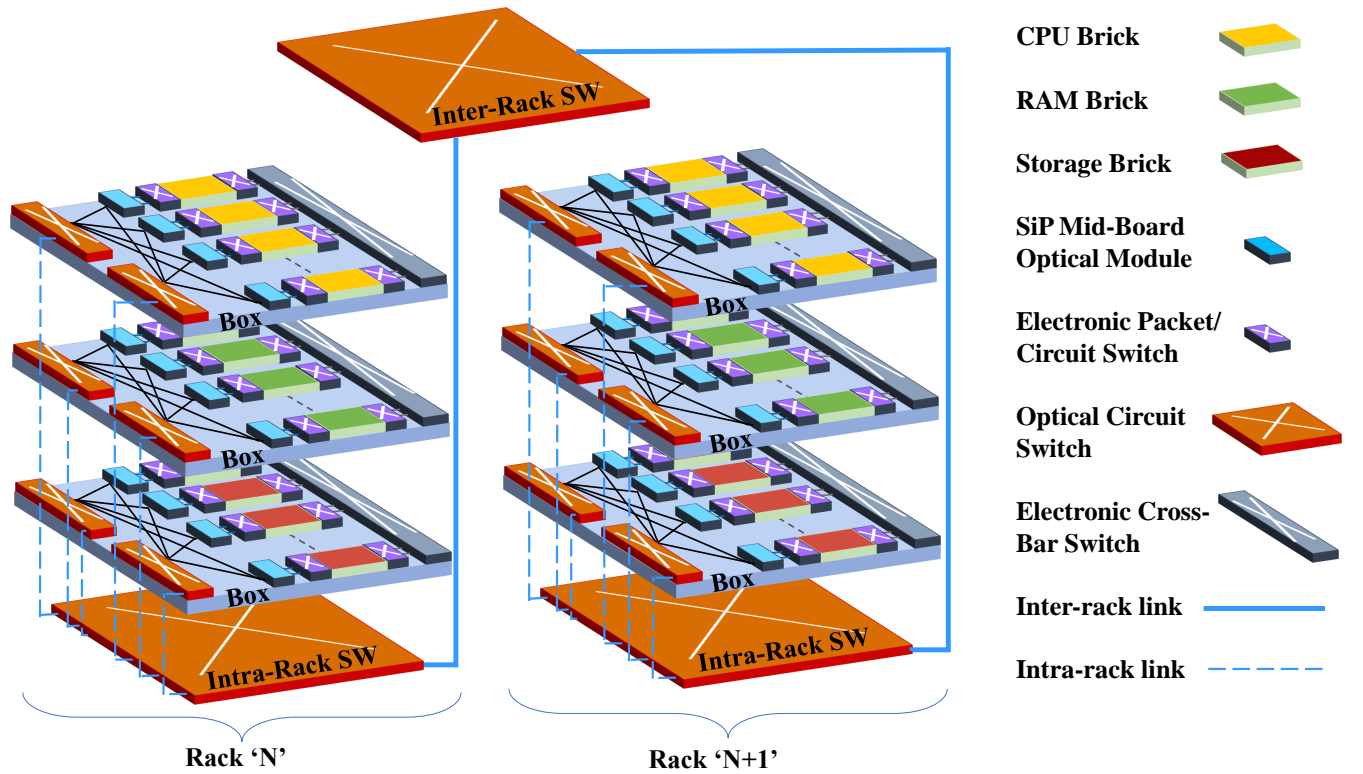 Inter-Rack SW
Box
Box
Box
Intra-Rack SW
Rack ‘N’
Box
Box
Box
Intra-Rack SW
Rack ‘N+1’
CPU Brick
RAM Brick
Storage Brick
SiP Mid-Board
Optical Module
Electronic Packet/
Circuit Switch
Optical Circuit
Switch
Electronic Cross-
Bar Switch
Inter-rack link
Intra-rack link